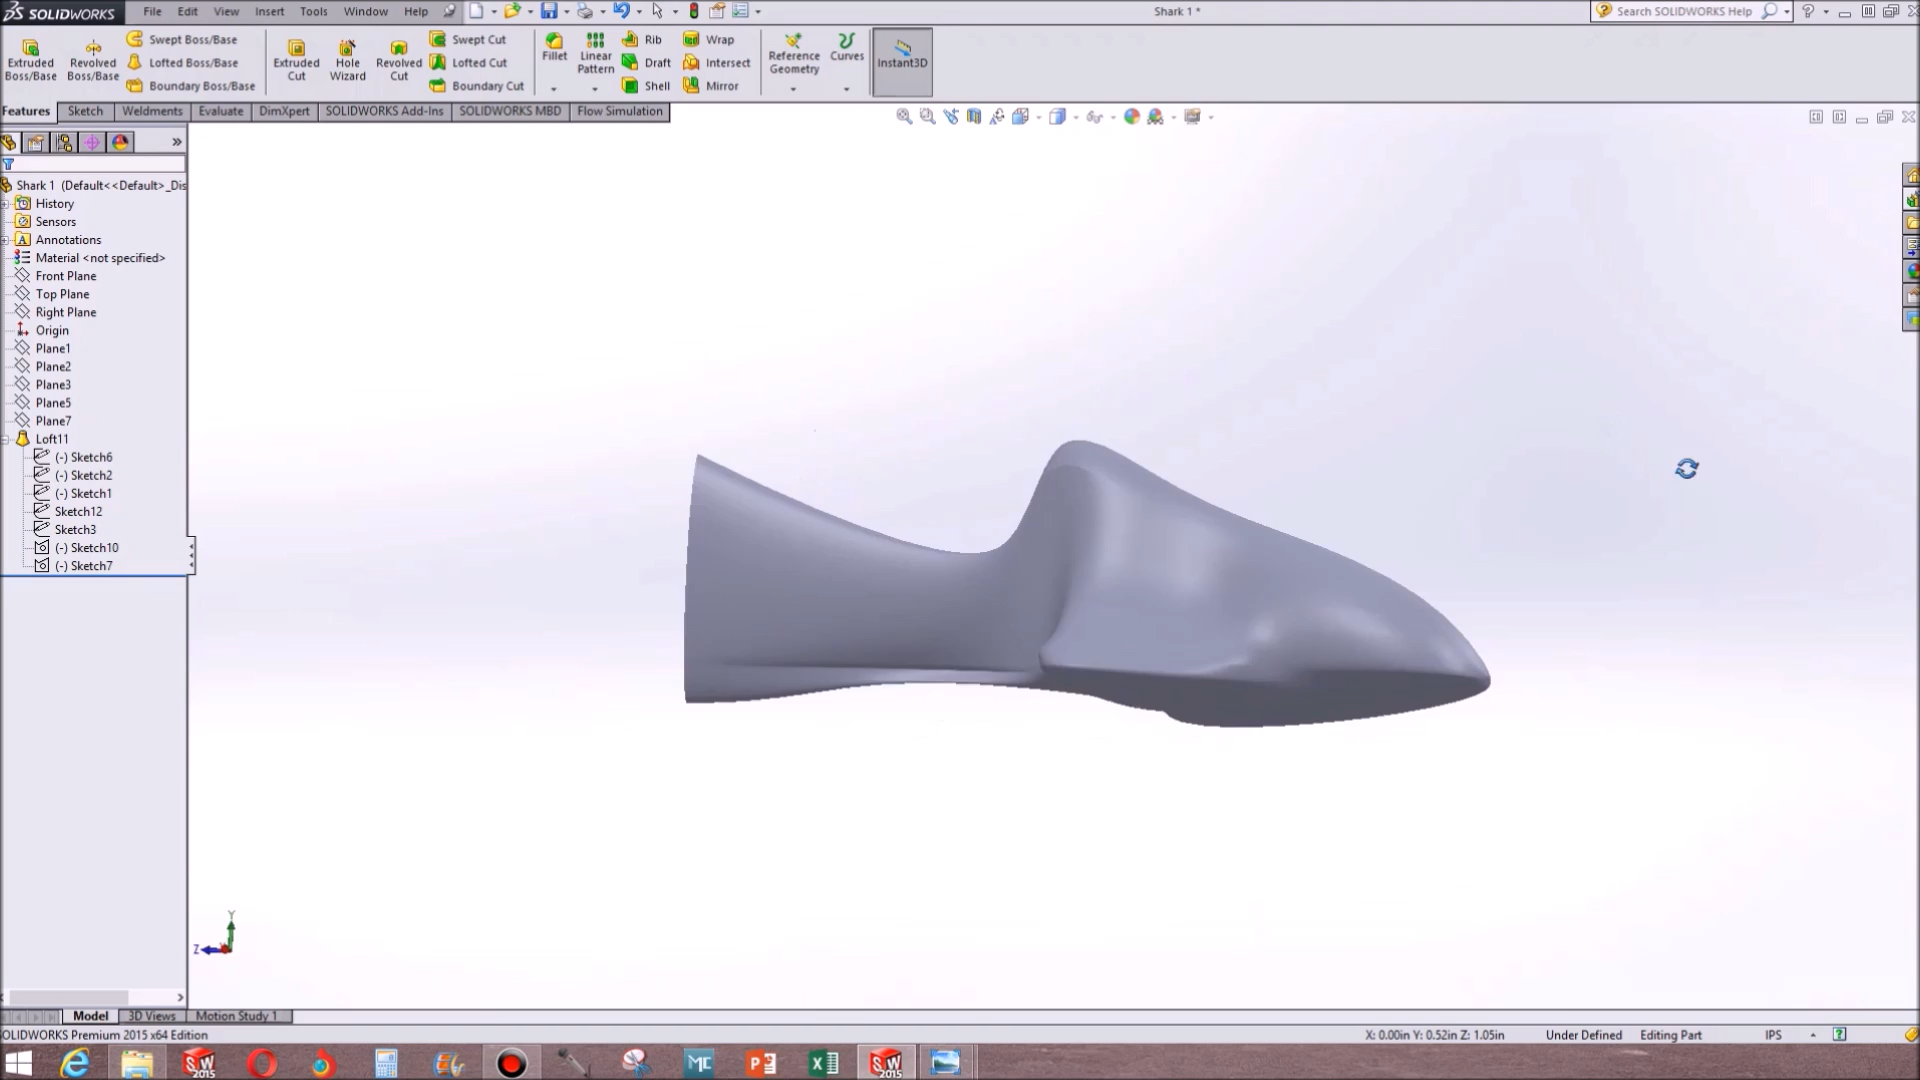 SOLIDWORKS File Edit View Insert Tools Window Help Shark 1 * Search SOLIDWORKS Help
Extruded Boss/Base
Revolved Boss/Base
Swept Boss/Base
Lofted Boss/Base
Boundary Boss/Base
Extruded Cut
Hole Wizard
Revolved Cut
Swept Cut
Lofted Cut
Boundary Cut
Fillet
Linear Pattern
Rib
Draft
Shell
Wrap
Intersect
Mirror
Reference Geometry
Curves
Instant3D
Features Sketch Weldments Evaluate DimXpert SOLIDWORKS Add-Ins SOLIDWORKS MBD Flow Simulation
Shark 1 (Default<<Default>_Dis
History
Sensors
Annotations
Material <not specified>
Front Plane
Top Plane
Right Plane
Origin
Plane1
Plane2
Plane3
Plane5
Plane7
Loft11
(-) Sketch6
(-) Sketch2
(-) Sketch1
Sketch12
Sketch3
(-) Sketch10
(-) Sketch7
Y
Z
Model 3D Views Motion Study 1
SOLIDWORKS Premium 2015 x64 Edition X: 0.00in Y: 0.52in Z: 1.05in Under Defined Editing Part IPS
SW 2015 MC P SW 2015